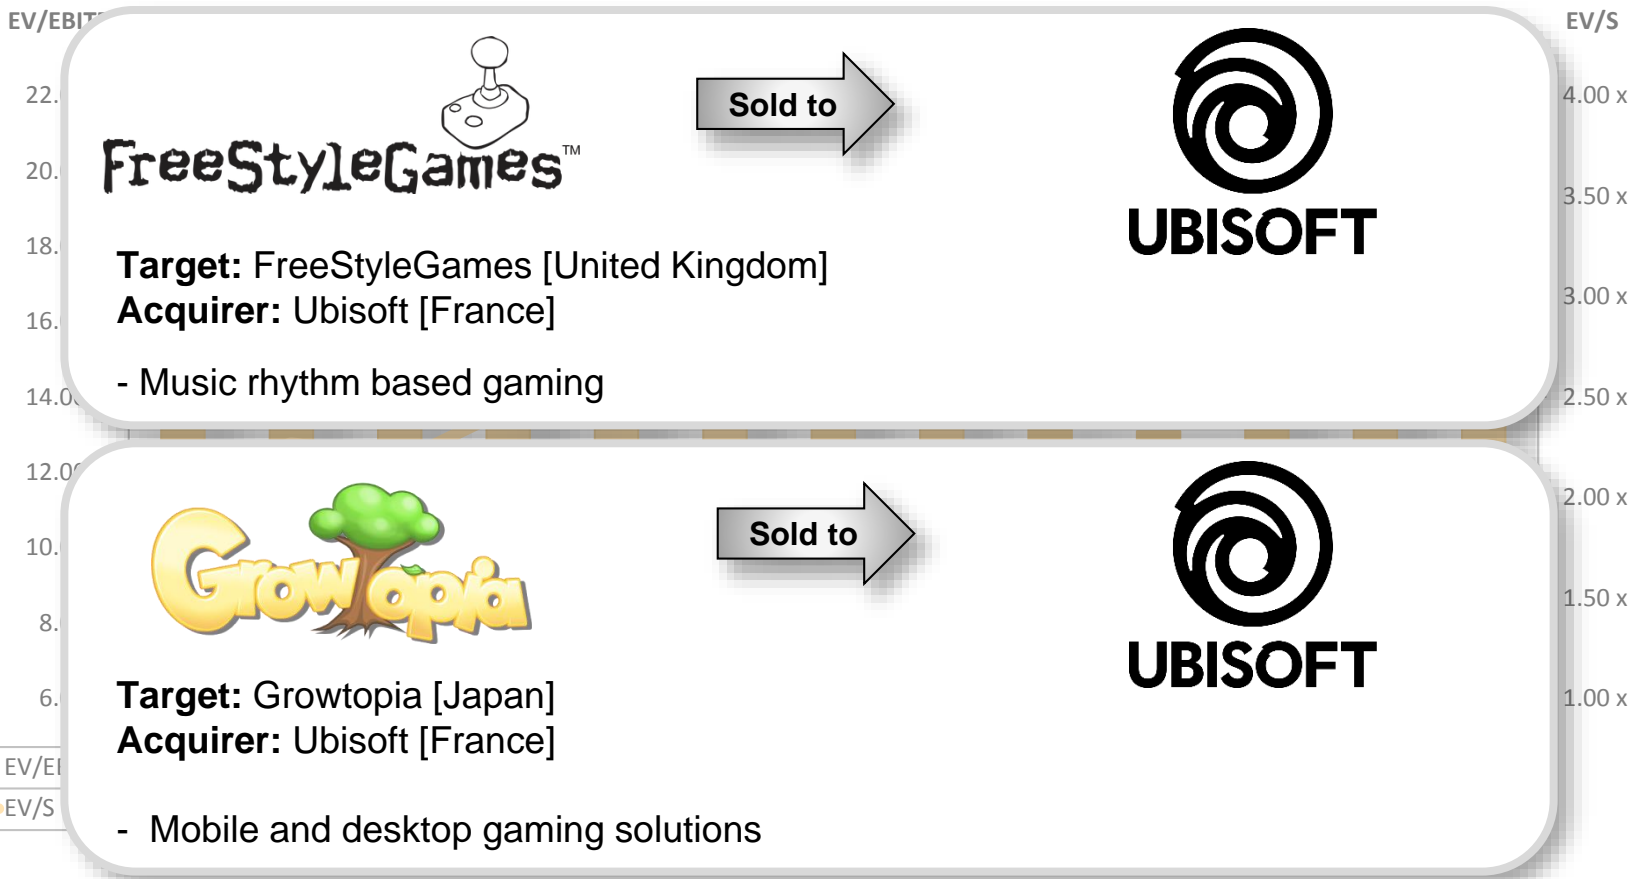 EV/EBIT
EV/S
22.
20.
18.
16.
14.0
12.0
10.
8.
6.
4.00 x
3.50 x
3.00 x
2.50 x
2.00 x
1.50 x
1.00 x
FreeStyleGames™
Sold to
UBISOFT
Target: FreeStyleGames [United Kingdom]
Acquirer: Ubisoft [France]
- Music rhythm based gaming
Growtopia
Sold to
UBISOFT
Target: Growtopia [Japan]
Acquirer: Ubisoft [France]
- Mobile and desktop gaming solutions
EV/E
EV/S